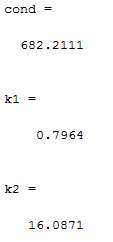 cond =
682.2111
k1 =
0.7964
k2 =
16.0871